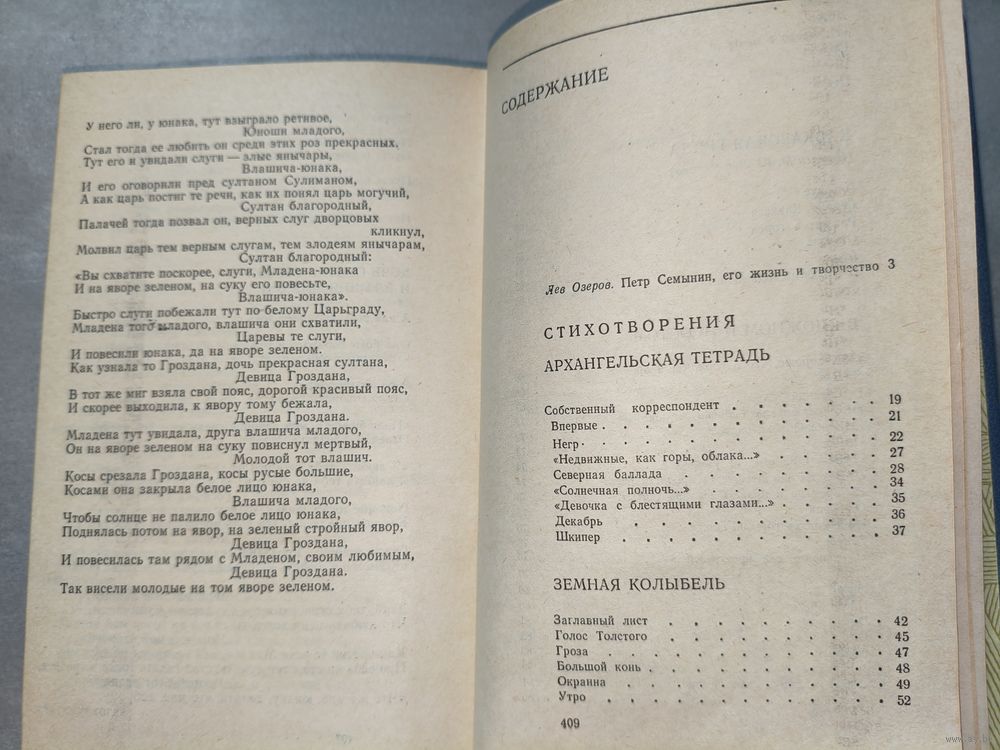 У него ли, у юнака, тут взыграло ретивое,
Юноши младого,
Стал тогда ее любить он среди этих роз прекрасных,
Тут его и увидали слуги — злые янычары,
Влашича-юнака,
И его оговорили пред султаном Сулиманом,
А как царь постиг те речи, как их понял царь могучий,
Султан благородный,
Палачей тогда позвал он, верных слуг дворцовых
кликнул,
Молвил царь тем верным слугам, тем злодеям янычарам,
Султан благородный:
«Вы схватите поскорее, слуги, Младена-юнака
И на яворе зеленом, на суку его повесьте,
Влашича-юнака».
Быстро слуги побежали тут по белому Царьграду,
Младена того младого, влашича они схватили,
Царевы те слуги,
И повесили юнака, да на яворе зеленом.
Как узнала то Гроздана, дочь прекрасная султана,
Девица Гроздана,
В тот же миг взяла свой пояс, дорогой красивый пояс,
И скорее выходила, к явору тому бежала,
Девица Гроздана.
Младена тут увидала, друга влашича младого,
Он на яворе зеленом на суку повиснул мертвый,
Молодой тот влашич.
Косы срезала Гроздана, косы русые большие,
Косами она закрыла белое лицо юнака,
Влашича младого,
Чтобы солнце не палило белое лицо юнака,
Поднялась потом на явор, на зеленый стройный явор,
Девица Гроздана,
И повесилась там рядом с Младеном, своим любимым,
Девица Гроздана.
Так висели молодые на том яворе зеленом.
СОДЕРЖАНИЕ
Лев Озеров. Петр Семынин, его жизнь и творчество 3
СТИХОТВОРЕНИЯ
АРХАНГЕЛЬСКАЯ ТЕТРАДЬ
Собственный корреспондент . . . . . . 19
Впервые . . . . . . . . . 21
Негр . . . . . . . . . . 22
«Недвижные, как горы, облака...» . . . . . 27
Северная баллада . . . . . . . 28
«Солнечная полночь...» . . . . . . 34
«Девочка с блестящими глазами...» . . . . 35
Декабрь . . . . . . . . 36
Шкипер . . . . . . . . 37
ЗЕМНАЯ КОЛЫБЕЛЬ
Заглавный лист . . . . . . . 42
Голос Толстого . . . . . . . 45
Гроза . . . . . . . . . 47
Большой конь . . . . . . . 48
Окраина . . . . . . . . 49
Утро . . . . . . . . . 52
409